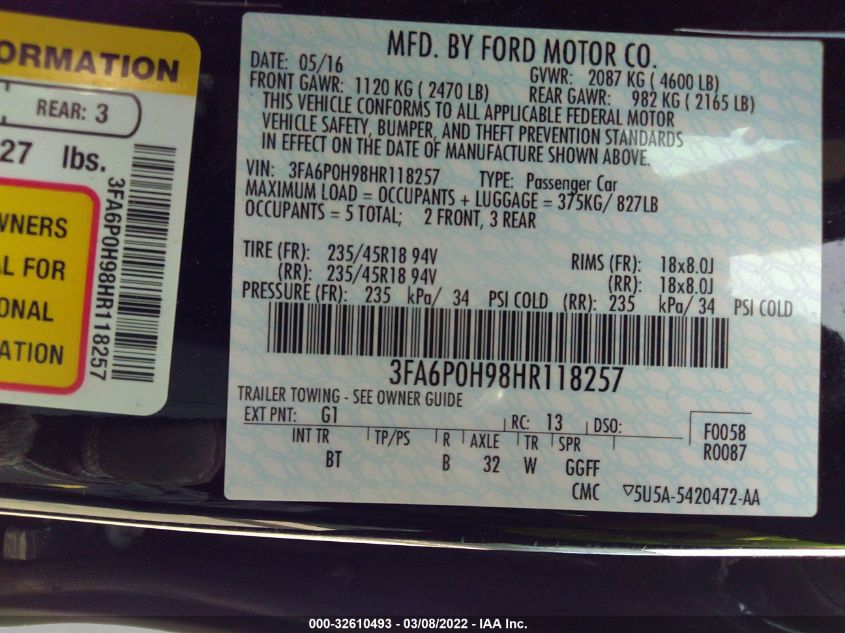 ORMATION
REAR: 3
27 lbs.
WNERS
AL FOR
ONAL
ATION
3FA6P0H98HR118257
MFD. BY FORD MOTOR CO.
DATE: 05/16 GVWR: 2087 KG ( 4600 LB)
FRONT GAWR: 1120 KG ( 2470 LB) REAR GAWR: 982 KG ( 2165 LB)
THIS VEHICLE CONFORMS TO ALL APPLICABLE FEDERAL MOTOR
VEHICLE SAFETY, BUMPER, AND THEFT PREVENTION STANDARDS
IN EFFECT ON THE DATE OF MANUFACTURE SHOWN ABOVE.
VIN: 3FA6P0H98HR118257 TYPE: Passenger Car
MAXIMUM LOAD = OCCUPANTS + LUGGAGE = 375KG/ 827LB
OCCUPANTS = 5 TOTAL; 2 FRONT, 3 REAR
TIRE (FR): 235/45R18 94V RIMS (FR): 18x8.0J
(RR): 235/45R18 94V (RR): 18x8.0J
PRESSURE (FR): 235 kPa/ 34 PSI COLD (RR): 235 kPa/ 34 PSI COLD
3FA6P0H98HR118257
TRAILER TOWING - SEE OWNER GUIDE
EXT PNT: G1 RC: 13 DSO: F0058
INT TR TP/PS R AXLE TR SPR R0087
BT B 32 W GGFF
CMC ▽5U5A-5420472-AA
000-32610493 - 03/08/2022 - IAA Inc.